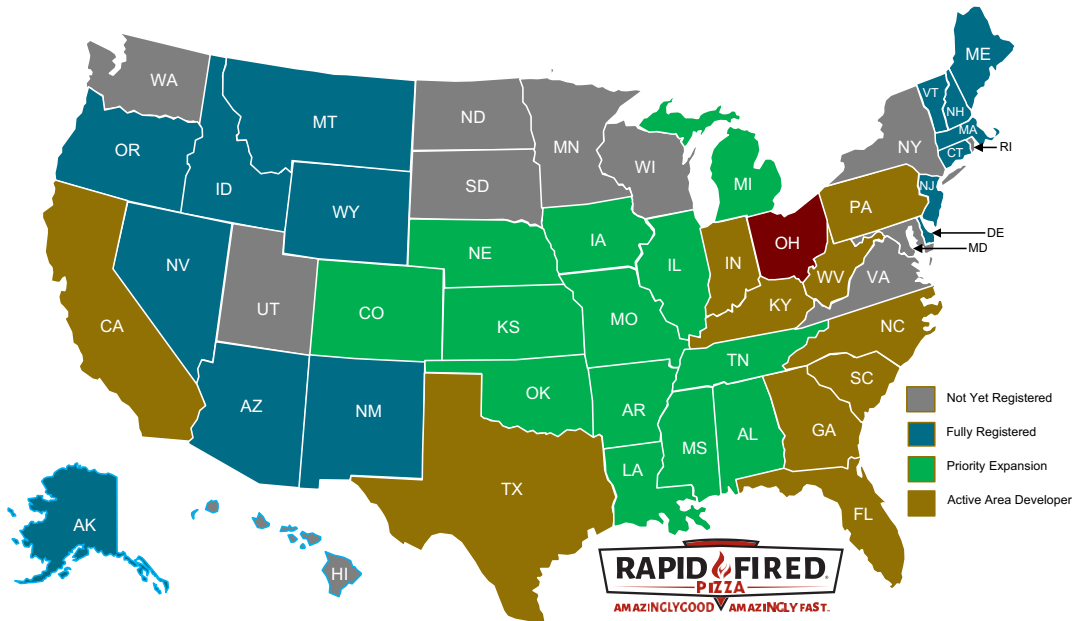 WA
MT
ND
MN
ME
VT
NH
MA
CT
RI
OR
ID
WY
SD
WI
MI
NY
PA
NJ
DE
MD
NV
UT
CO
NE
IA
IL
IN
OH
WV
VA
CA
KS
MO
KY
NC
TN
SC
AZ
NM
OK
AR
MS
AL
GA
LA
TX
FL
AK
HI
Not Yet Registered
Fully Registered
Priority Expansion
Active Area Developer
RAPID FIRED®
PIZZA
AMAZINGLY GOOD AMAZINGLY FAST.